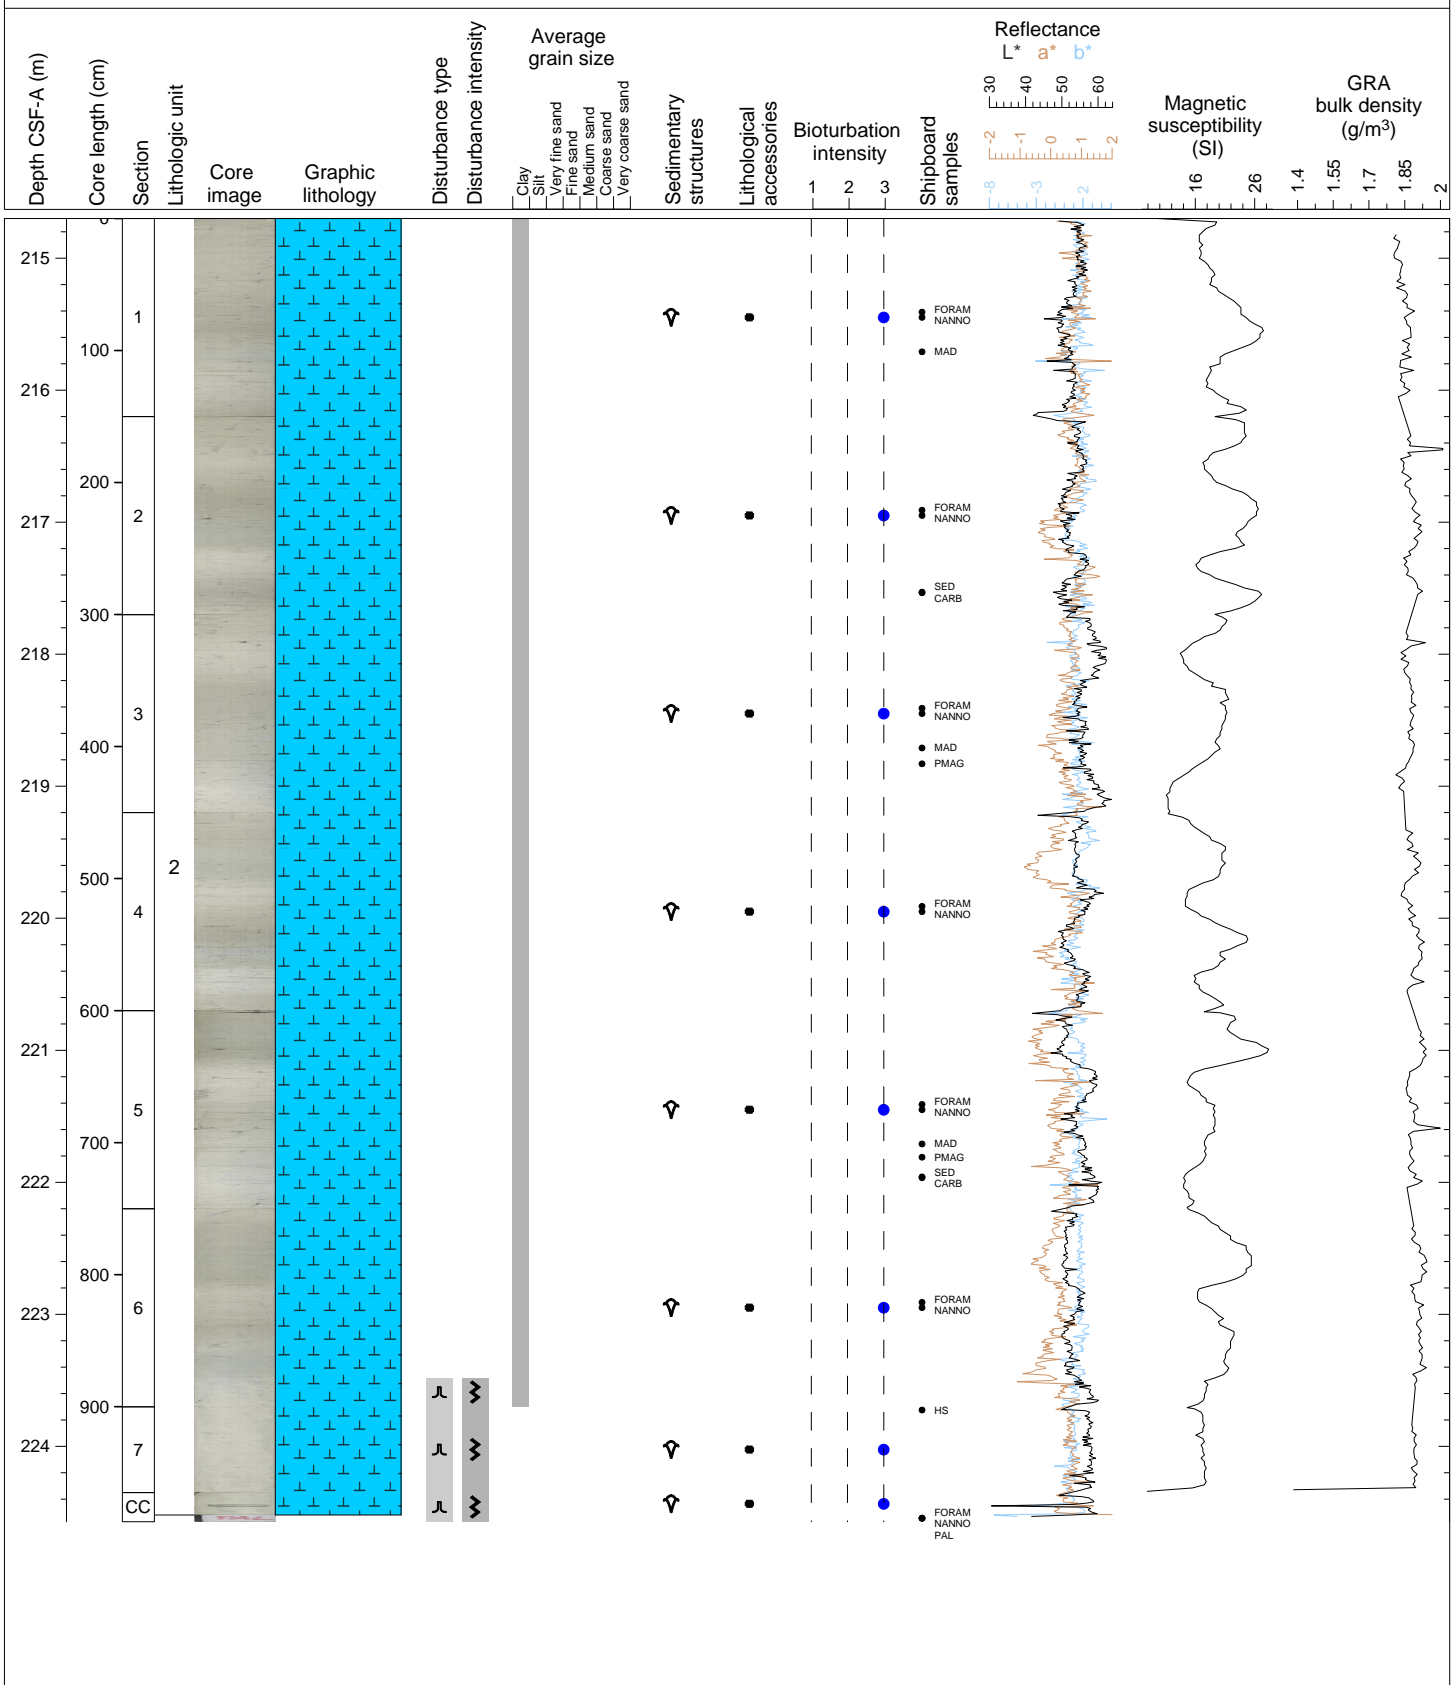 Depth CSF-A (m)
Core length (cm)
Section
Lithologic unit
Core
image
Graphic
lithology
Disturbance type
Disturbance intensity
Average
grain size
Clay
Silt
Very fine sand
Fine sand
Medium sand
Coarse sand
Very coarse sand
Sedimentary
structures
Lithological
accessories
Bioturbation
intensity
1 2 3
Shipboard
samples
Reflectance
L* a* b*
30 40 50 60
-2 -1 0 1 2
-8 -3 2
Magnetic
susceptibility
(SI)
16 26
GRA
bulk density
(g/m³)
1.4 1.55 1.7 1.85 2
0
215
1
FORAM
NANNO
100
MAD
216
200
2
FORAM
NANNO
217
SED
CARB
300
218
3
FORAM
NANNO
400
MAD
PMAG
219
2
500
4
FORAM
NANNO
220
600
221
5
FORAM
NANNO
700
MAD
PMAG
SED
CARB
222
800
6
FORAM
NANNO
223
900
HS
224
7
CC
FORAM
NANNO
PAL